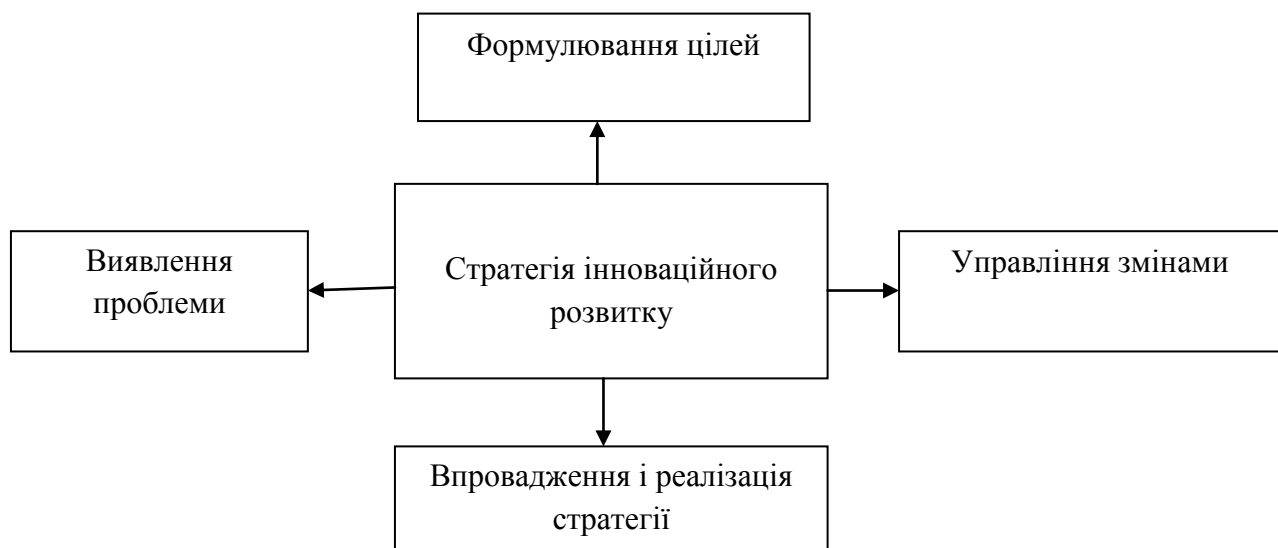 Формулювання цілей
Виявлення
проблеми
Стратегія інноваційного
розвитку
Управління змінами
Впровадження і реалізація
стратегії